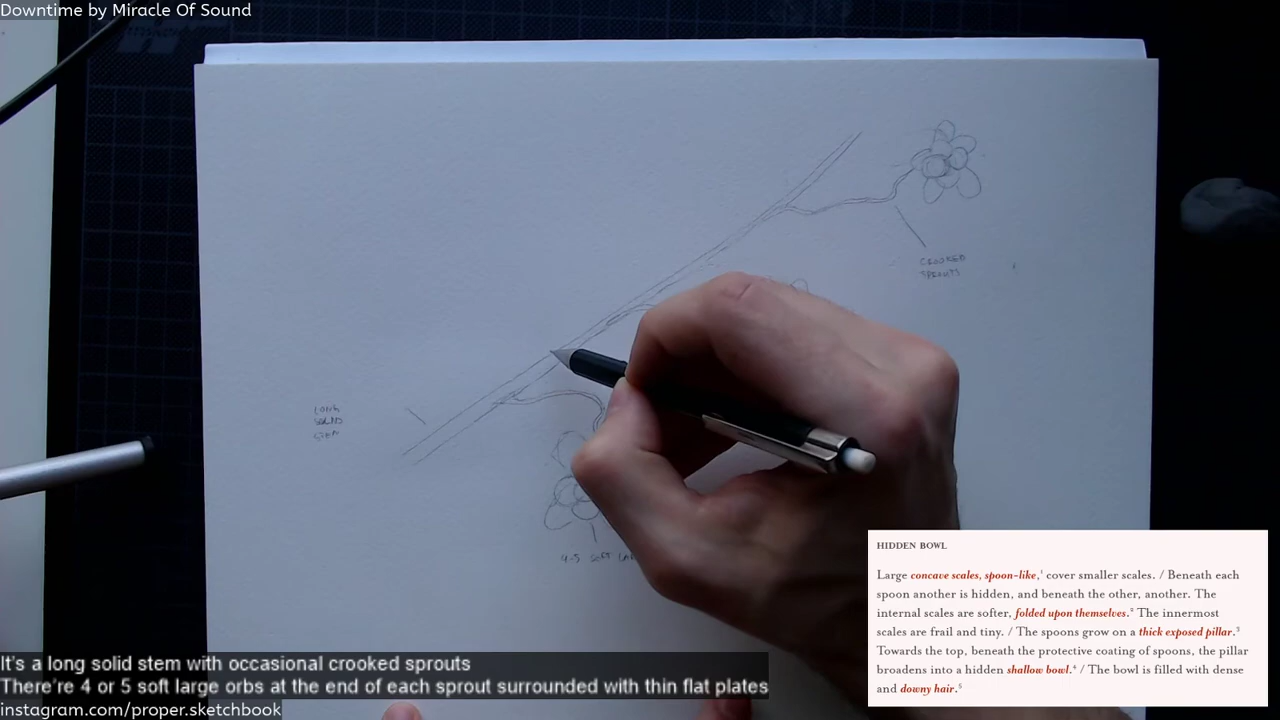 Downtime by Miracle Of Sound
CROOKED
SPROUTS
LONG
SOLID
STEM
4-5 SOFT
HIDDEN BOWL
Large concave scales, spoon-like,¹ cover smaller scales. / Beneath each
spoon another is hidden, and beneath the other, another. The
internal scales are softer, folded upon themselves.² The innermost
scales are frail and tiny. / The spoons grow on a thick exposed pillar.³
Towards the top, beneath the protective coating of spoons, the pillar
broadens into a hidden shallow bowl.⁴ / The bowl is filled with dense
and downy hair.⁵
It's a long solid stem with occasional crooked sprouts
There're 4 or 5 soft large orbs at the end of each sprout surrounded with thin flat plates
instagram.com/proper.sketchbook